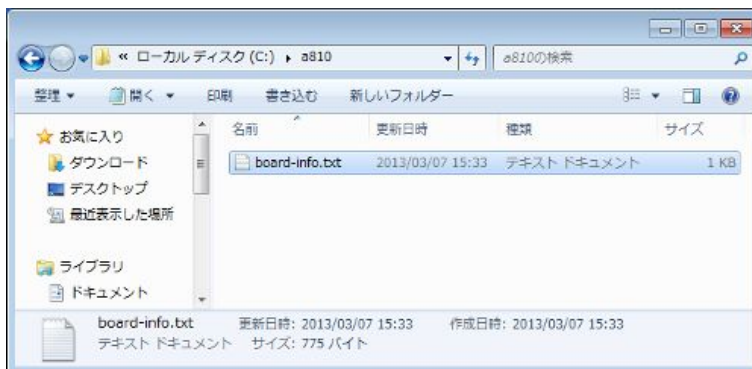 « ローカル ディスク (C:) ▸ a810
a810の検索
整理 ▼ 開く ▼ 印刷 書き込む 新しいフォルダー
お気に入り
ダウンロード
デスクトップ
最近表示した場所
ライブラリ
ドキュメント
名前 更新日時 種類 サイズ
board-info.txt 2013/03/07 15:33 テキスト ドキュメント 1 KB
board-info.txt 更新日時: 2013/03/07 15:33 作成日時: 2013/03/07 15:33
テキスト ドキュメント サイズ: 775 バイト